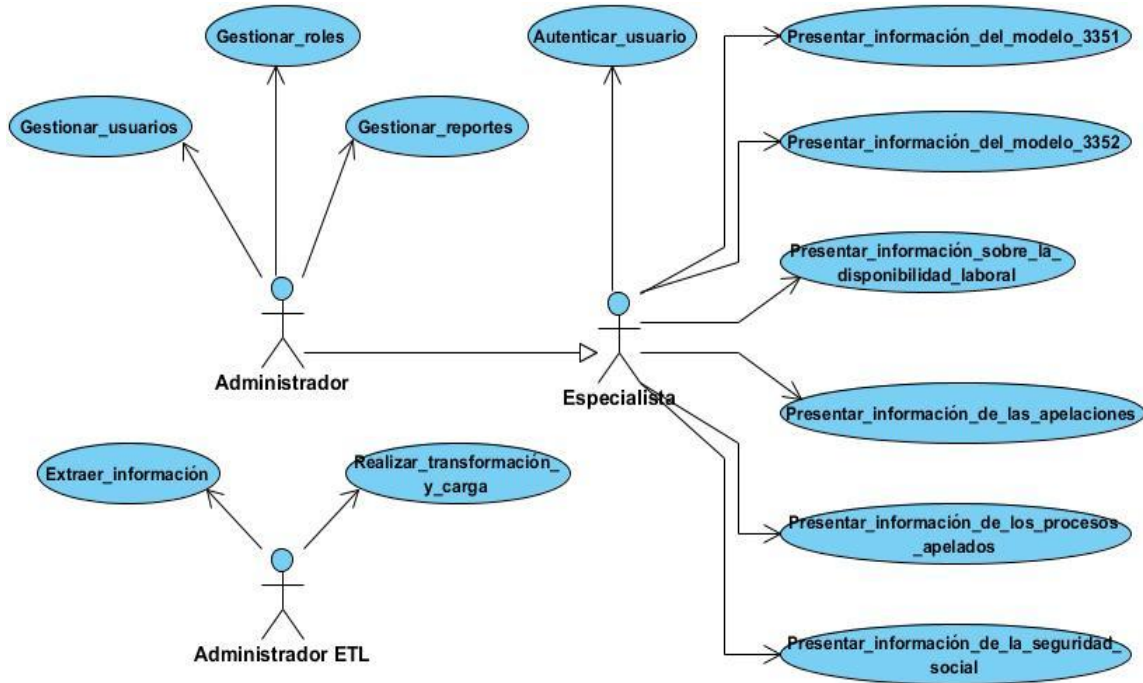 Gestionar_roles
Autenticar_usuario
Presentar_información_del_modelo_3351
Gestionar_usuarios
Gestionar_reportes
Presentar_información_del_modelo_3352
Presentar_información_sobre_la_
disponibilidad_laboral
Administrador
Especialista
Presentar_información_de_las_apelaciones
Extraer_información
Realizar_transformación_
y_carga
Presentar_información_de_los_procesos
_apelados
Administrador ETL
Presentar_información_de_la_seguridad_
social